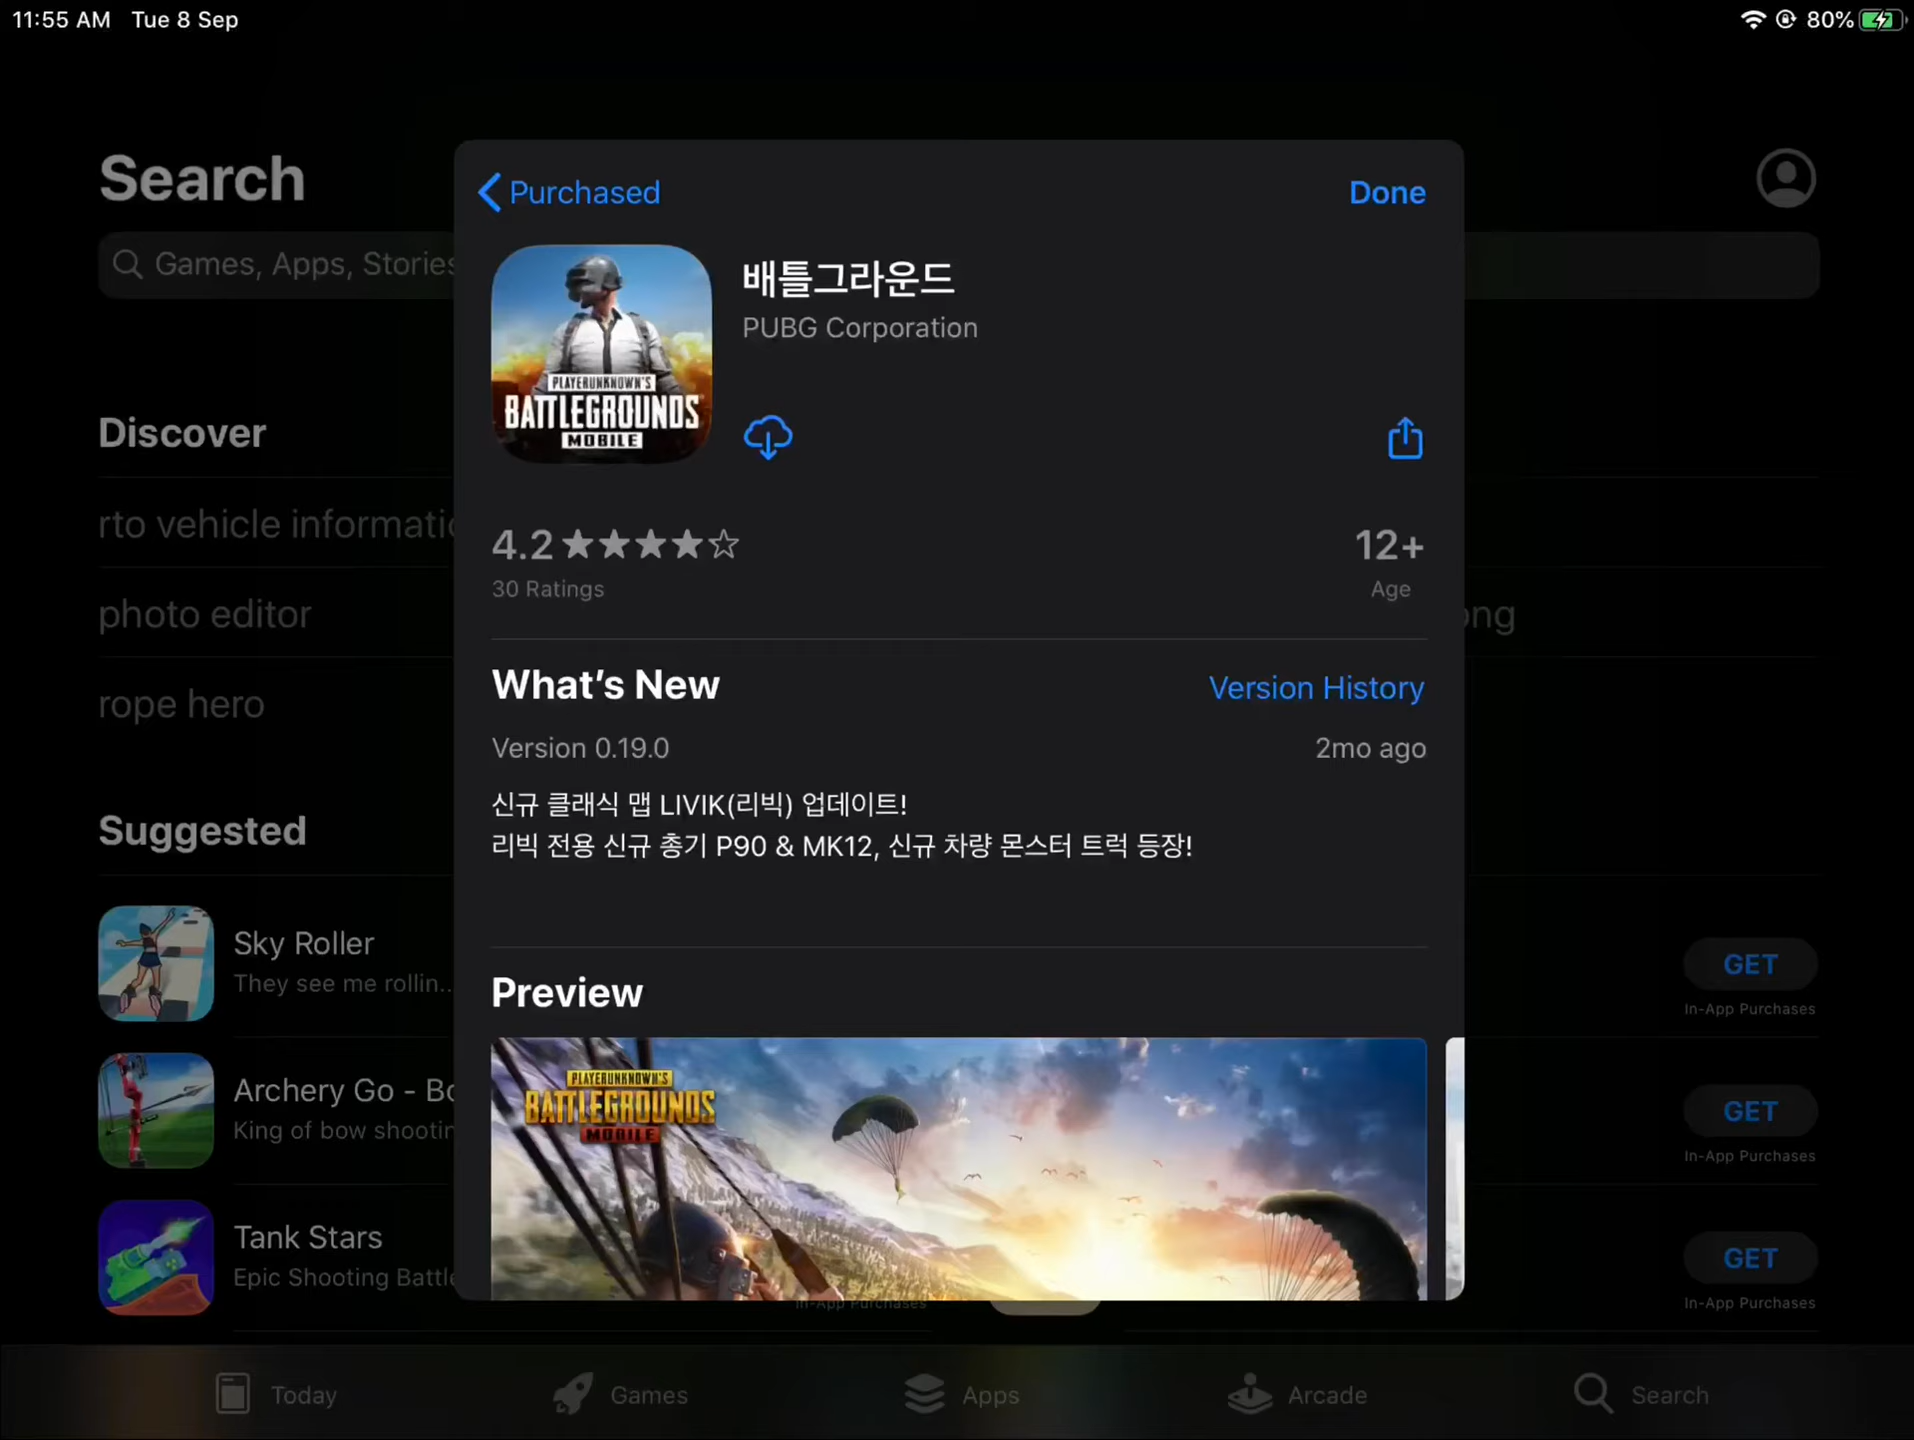 11:55 AM Tue 8 Sep
80%
Search
Games, Apps, Stories
Discover
rto vehicle informatio
photo editor
rope hero
ong
Suggested
Sky Roller
They see me rollin...
GET
In-App Purchases
Archery Go - Bo
King of bow shootin
GET
In-App Purchases
Tank Stars
Epic Shooting Battle
GET
In-App Purchases
Purchased
Done
PLAYERUNKNOWN'S
BATTLEGROUNDS
MOBILE
배틀그라운드
PUBG Corporation
4.2
30 Ratings
12+
Age
What's New
Version History
Version 0.19.0
2mo ago
신규 클래식 맵 LIVIK(리빅) 업데이트!
리빅 전용 신규 총기 P90 & MK12, 신규 차량 몬스터 트럭 등장!
Preview
PLAYERUNKNOWN'S
BATTLEGROUNDS
MOBILE
In-App Purchases
Today
Games
Apps
Arcade
Search